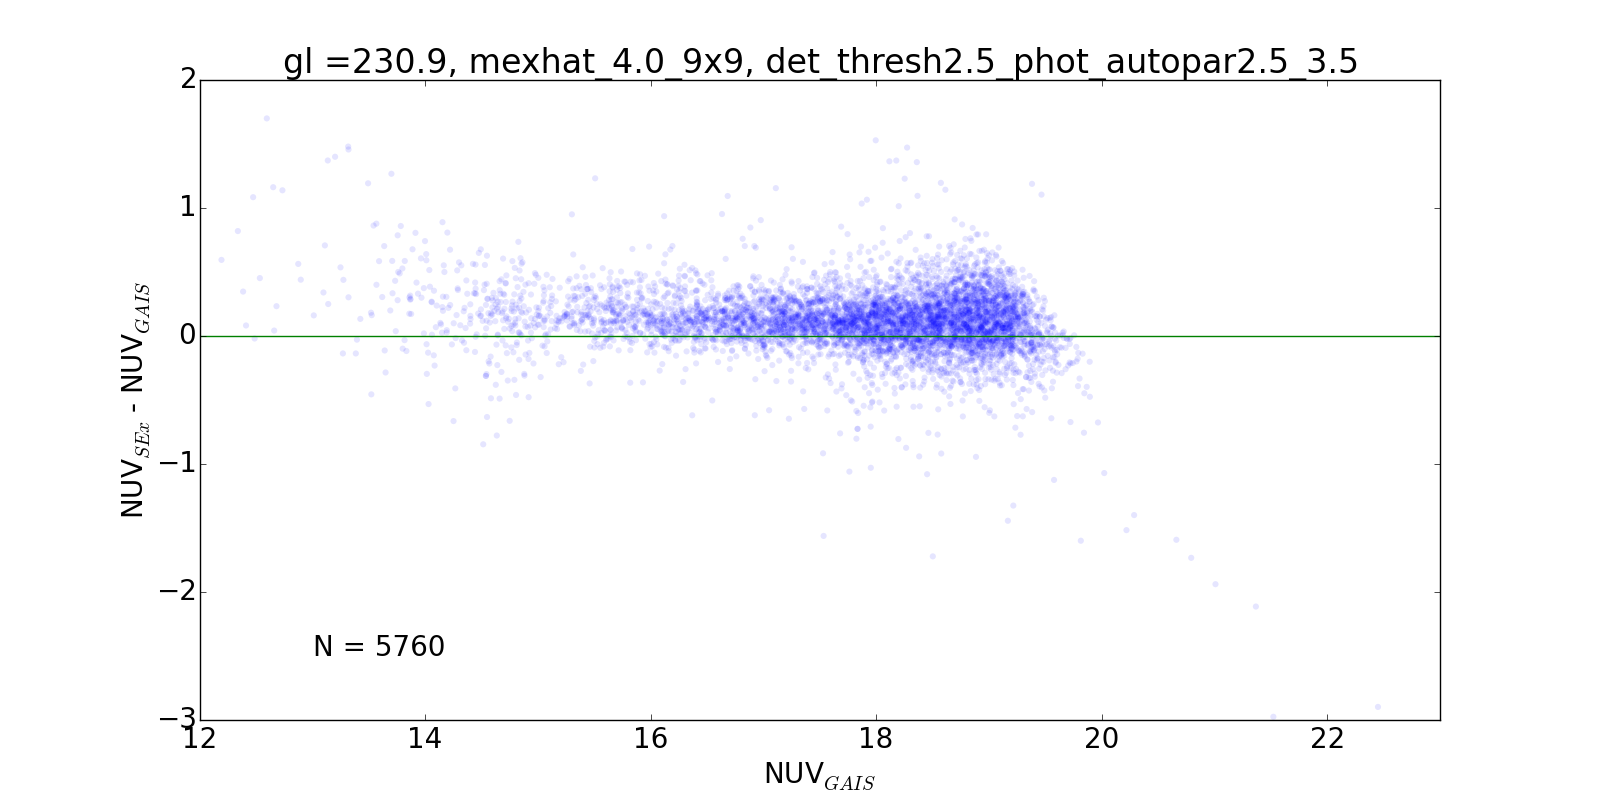 gl =230.9, mexhat_4.0_9x9, det_thresh2.5_phot_autopar2.5_3.5
2
1
0
−1
−2
−3
NUV_SEx - NUV_GAIS
N = 5760
12 14 16 18 20 22
NUV_GAIS